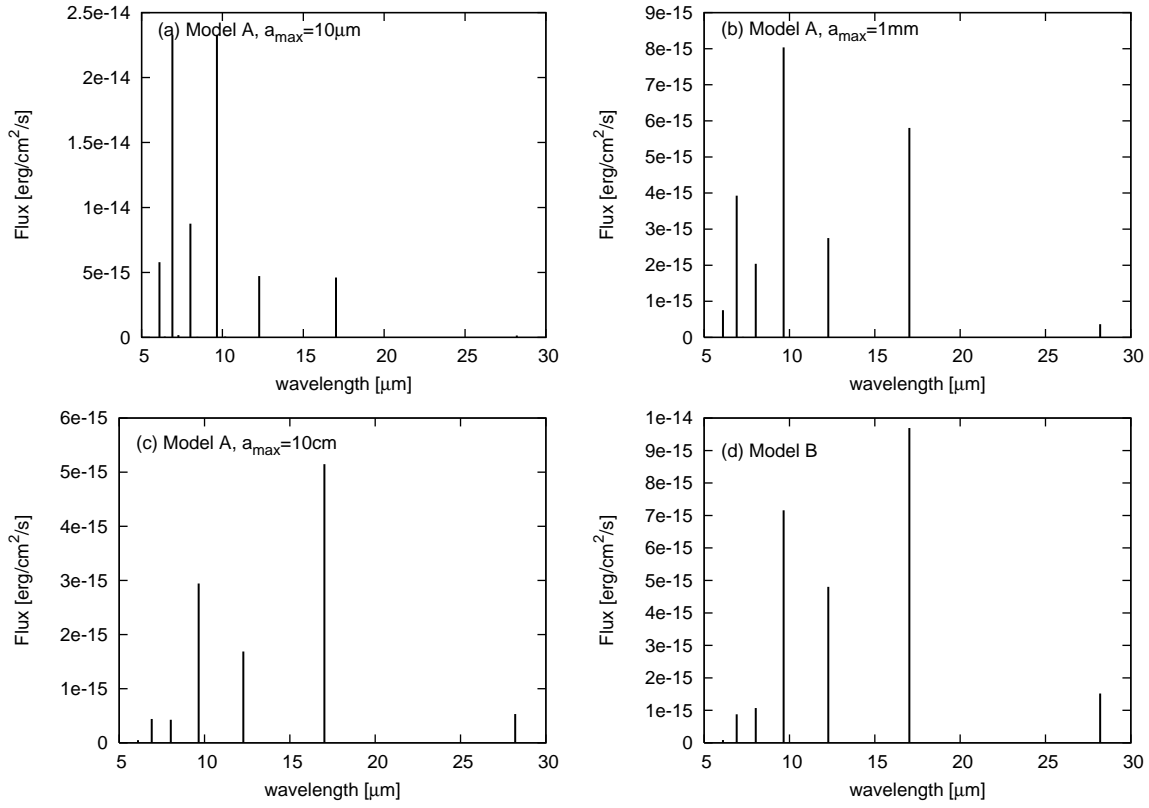 (a) Model A, a_max=10μm
2.5e-14
2e-14
1.5e-14
1e-14
5e-15
0
Flux [erg/cm²/s]
5 10 15 20 25 30
wavelength [μm]
(b) Model A, a_max=1mm
9e-15
8e-15
7e-15
6e-15
5e-15
4e-15
3e-15
2e-15
1e-15
0
Flux [erg/cm²/s]
5 10 15 20 25 30
wavelength [μm]
(c) Model A, a_max=10cm
6e-15
5e-15
4e-15
3e-15
2e-15
1e-15
0
Flux [erg/cm²/s]
5 10 15 20 25 30
wavelength [μm]
(d) Model B
1e-14
9e-15
8e-15
7e-15
6e-15
5e-15
4e-15
3e-15
2e-15
1e-15
0
Flux [erg/cm²/s]
5 10 15 20 25 30
wavelength [μm]